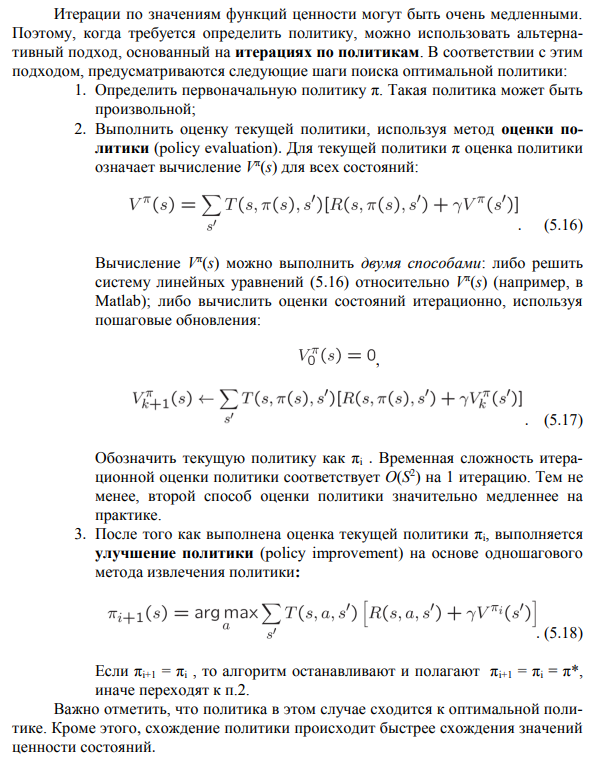 Итерации по значениям функций ценности могут быть очень медленными.
Поэтому, когда требуется определить политику, можно использовать альтерна-
тивный подход, основанный на итерациях по политикам. В соответствии с этим
подходом, предусматриваются следующие шаги поиска оптимальной политики:
1. Определить первоначальную политику π. Такая политика может быть
произвольной;
2. Выполнить оценку текущей политики, используя метод оценки по-
литики (policy evaluation). Для текущей политики π оценка политики
означает вычисление Vπ(s) для всех состояний:
V^π(s) = ∑_{s′} T(s, π(s), s′)[R(s, π(s), s′) + γV^π(s′)]
. (5.16)
Вычисление Vπ(s) можно выполнить двумя способами: либо решить
систему линейных уравнений (5.16) относительно Vπ(s) (например, в
Matlab); либо вычислить оценки состояний итерационно, используя
пошаговые обновления:
V_0^π(s) = 0,
V_{k+1}^π(s) ← ∑_{s′} T(s, π(s), s′)[R(s, π(s), s′) + γV_k^π(s′)]
. (5.17)
Обозначить текущую политику как πi . Временная сложность итера-
ционной оценки политики соответствует O(S²) на 1 итерацию. Тем не
менее, второй способ оценки политики значительно медленнее на
практике.
3. После того как выполнена оценка текущей политики πi, выполняется
улучшение политики (policy improvement) на основе одношагового
метода извлечения политики:
π_{i+1}(s) = arg max_a ∑_{s′} T(s, a, s′) [R(s, a, s′) + γV^{π_i}(s′)]
. (5.18)
Если πi+1 = πi , то алгоритм останавливают и полагают πi+1 = πi = π*,
иначе переходят к п.2.
Важно отметить, что политика в этом случае сходится к оптимальной поли-
тике. Кроме этого, схождение политики происходит быстрее схождения значений
ценности состояний.